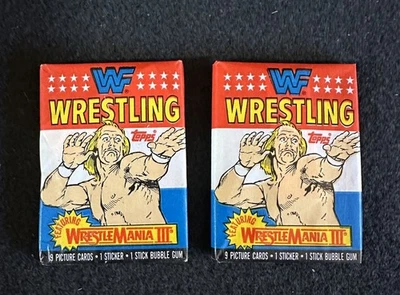 WF
WRESTLING
Topps
FEATURING
WRESTLEMANIA III
9 PICTURE CARDS • 1 STICKER • 1 STICK BUBBLE GUM
WF
WRESTLING
Topps
FEATURING
WRESTLEMANIA III
9 PICTURE CARDS • 1 STICKER • 1 STICK BUBBLE GUM